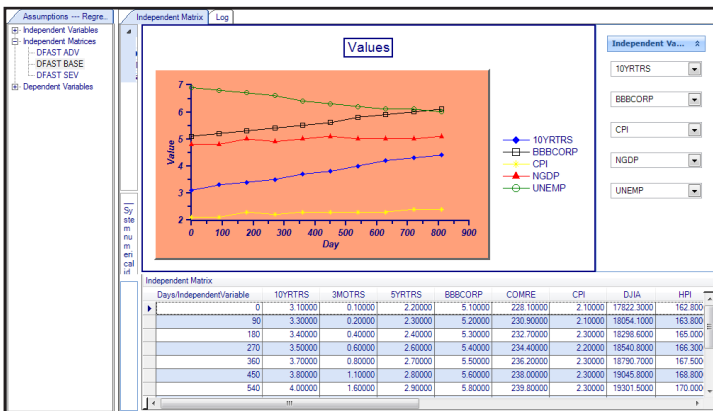 Assumptions --- Regre..
Independent Variables
Independent Matrices
DFAST ADV
DFAST BASE
DFAST SEV
Dependent Variables
Independent Matrix
Log
Sy
ste
m
nu
m
eri
cal
id
Values
Value
7
6
5
4
3
2
0 100 200 300 400 500 600 700 800 900
Day
10YRTRS
BBBCORP
CPI
NGDP
UNEMP
Independent Va...
10YRTRS
BBBCORP
CPI
NGDP
UNEMP
Independent Matrix
Days/IndependentVariable 10YRTRS 3MOTRS 5YRTRS BBBCORP COMRE CPI DJIA HPI
0 3.10000 0.10000 2.20000 5.10000 228.10000 2.10000 17822.3000 162.800
90 3.30000 0.20000 2.30000 5.20000 230.90000 2.10000 18054.1000 163.800
180 3.40000 0.40000 2.40000 5.30000 232.70000 2.30000 18298.6000 165.000
270 3.50000 0.60000 2.60000 5.40000 234.40000 2.20000 18540.8000 166.300
360 3.70000 0.80000 2.70000 5.50000 236.20000 2.30000 18790.7000 167.500
450 3.80000 1.10000 2.80000 5.60000 238.00000 2.30000 19045.8000 168.800
540 4.00000 1.60000 2.90000 5.80000 239.80000 2.30000 19301.5000 170.000